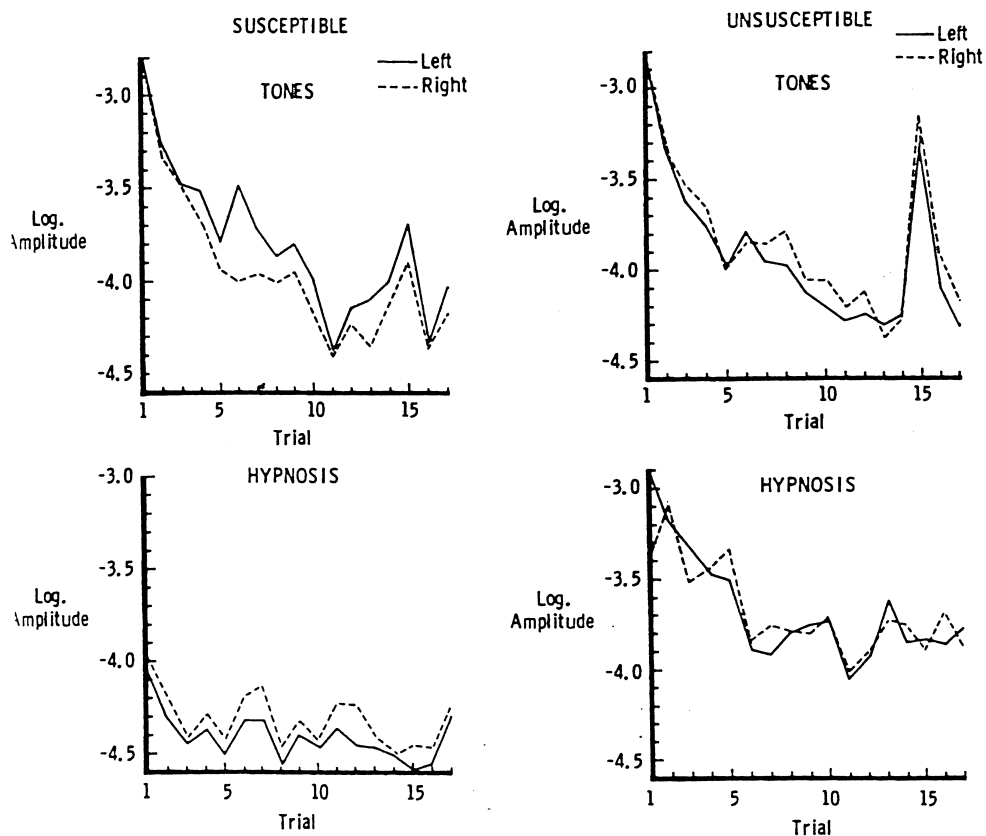 SUSCEPTIBLE
Left
Right
TONES
-3.0
-3.5
Log.
Amplitude
-4.0
-4.5
1 5 10 15
Trial
UNSUSCEPTIBLE
Left
Right
TONES
-3.0
-3.5
Log.
Amplitude
-4.0
-4.5
1 5 10 15
Trial
HYPNOSIS
-3.0
-3.5
Log.
Amplitude
-4.0
-4.5
1 5 10 15
Trial
HYPNOSIS
-3.0
-3.5
Log.
Amplitude
-4.0
-4.5
1 5 10 15
Trial